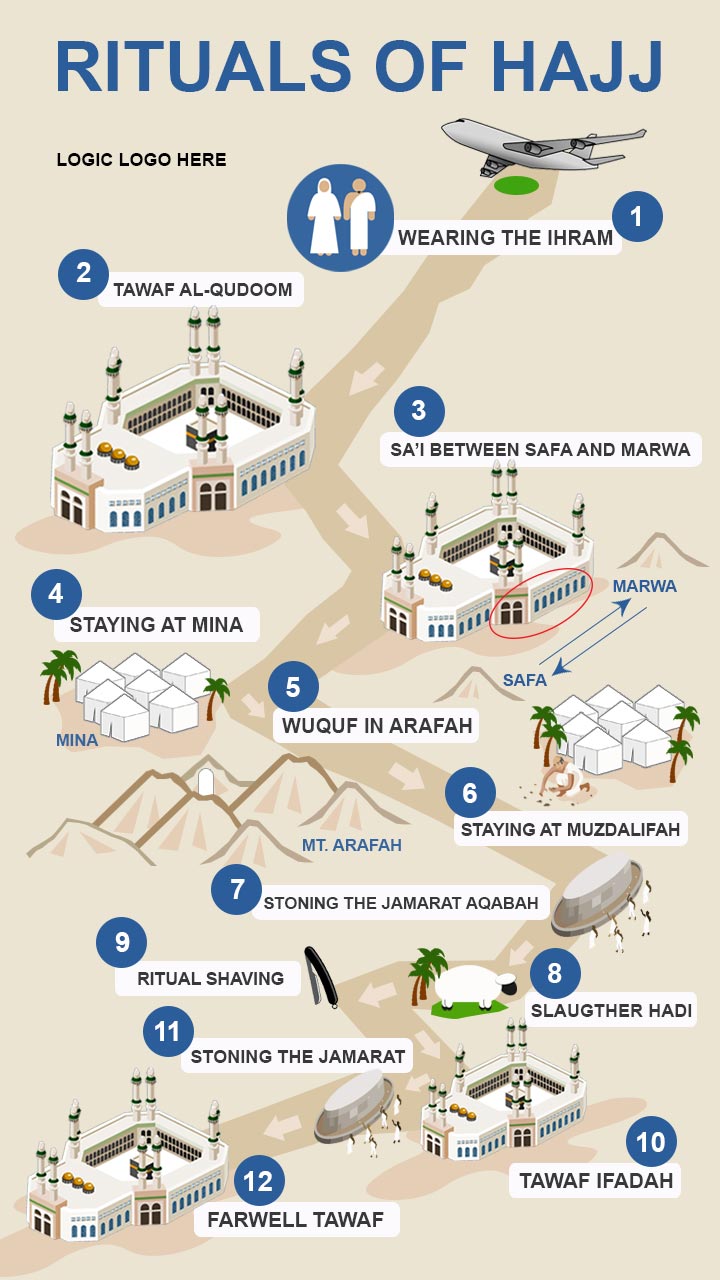 RITUALS OF HAJJ
LOGIC LOGO HERE
1
WEARING THE IHRAM
2
TAWAF AL-QUDOOM
3
SA'I BETWEEN SAFA AND MARWA
MARWA
SAFA
4
STAYING AT MINA
MINA
5
WUQUF IN ARAFAH
MT. ARAFAH
6
STAYING AT MUZDALIFAH
7
STONING THE JAMARAT AQABAH
8
SLAUGTHER HADI
9
RITUAL SHAVING
10
TAWAF IFADAH
11
STONING THE JAMARAT
12
FARWELL TAWAF